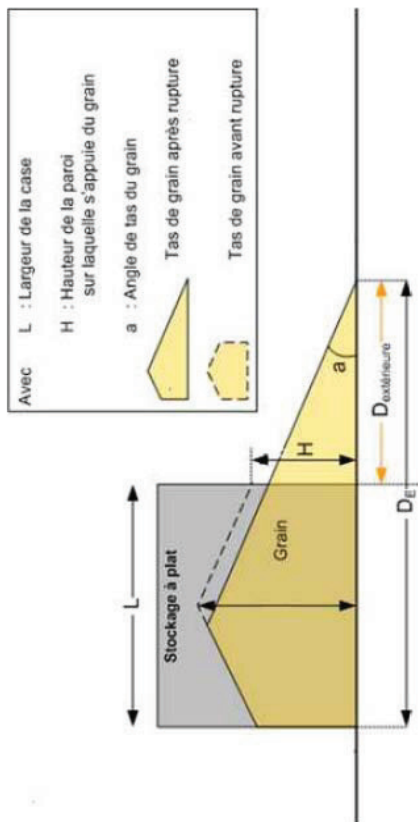 Avec
L : Largeur de la case
H : Hauteur de la paroi
sur laquelle s'appuie du grain
a : Angle de tas du grain
Tas de grain après rupture
Tas de grain avant rupture
L
Stockage à plat
H
Grain
a
Dextérieure
DE